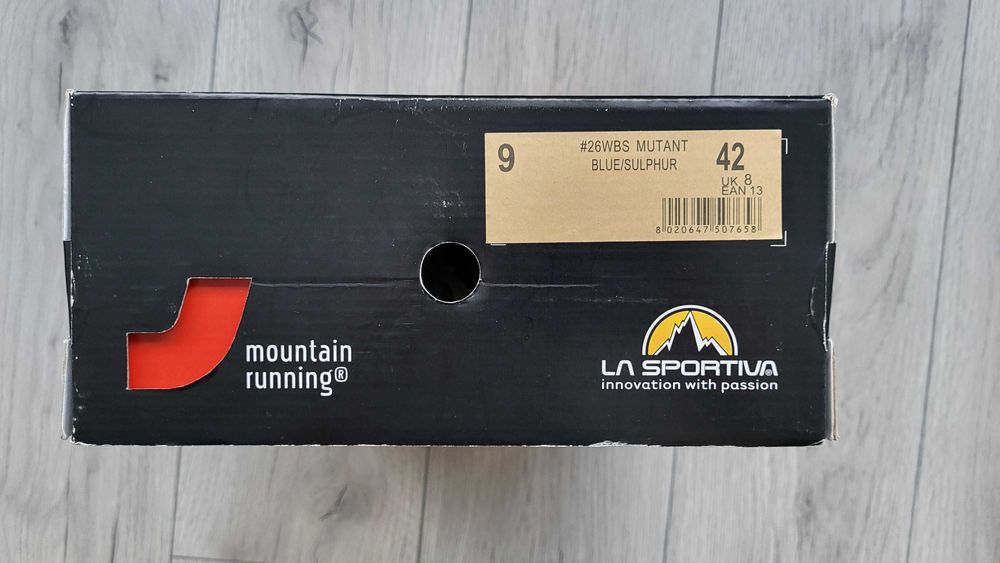 9
#26WBS MUTANT
BLUE/SULPHUR
42
UK 8
EAN 13
8 020647 507658
mountain
running®
LA SPORTIVA
innovation with passion